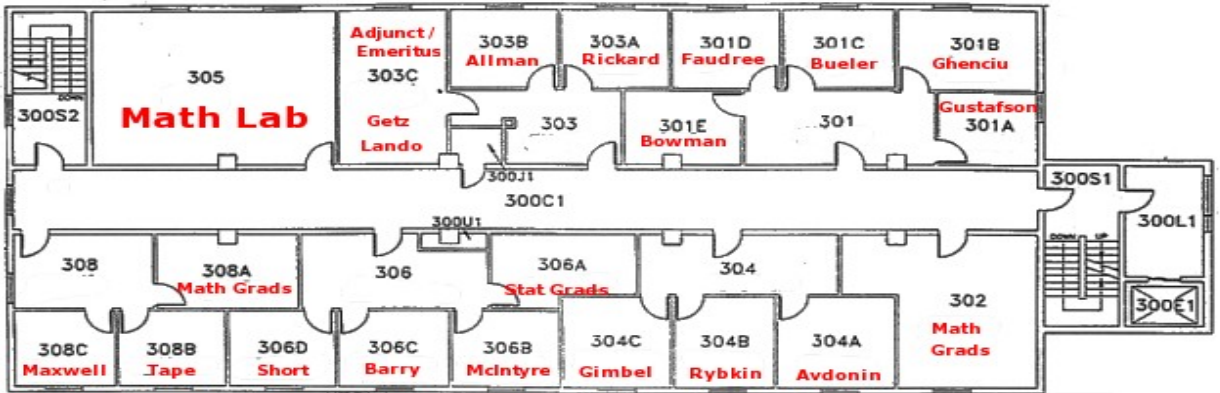 Adjunct /
Emeritus
303C
Getz
Lando
303B
Allman
303A
Rickard
301D
Faudree
301C
Bueler
301B
Ghenciu
305
Math Lab
DOWN
300S2
303
301E
Bowman
301
Gustafson
301A
300J1
300C1
300U1
300S1
300L1
DOWN UP
300E1
308
308A
Math Grads
306
306A
Stat Grads
304
302
Math
Grads
308C
Maxwell
308B
Tape
306D
Short
306C
Barry
306B
McIntyre
304C
Gimbel
304B
Rybkin
304A
Avdonin